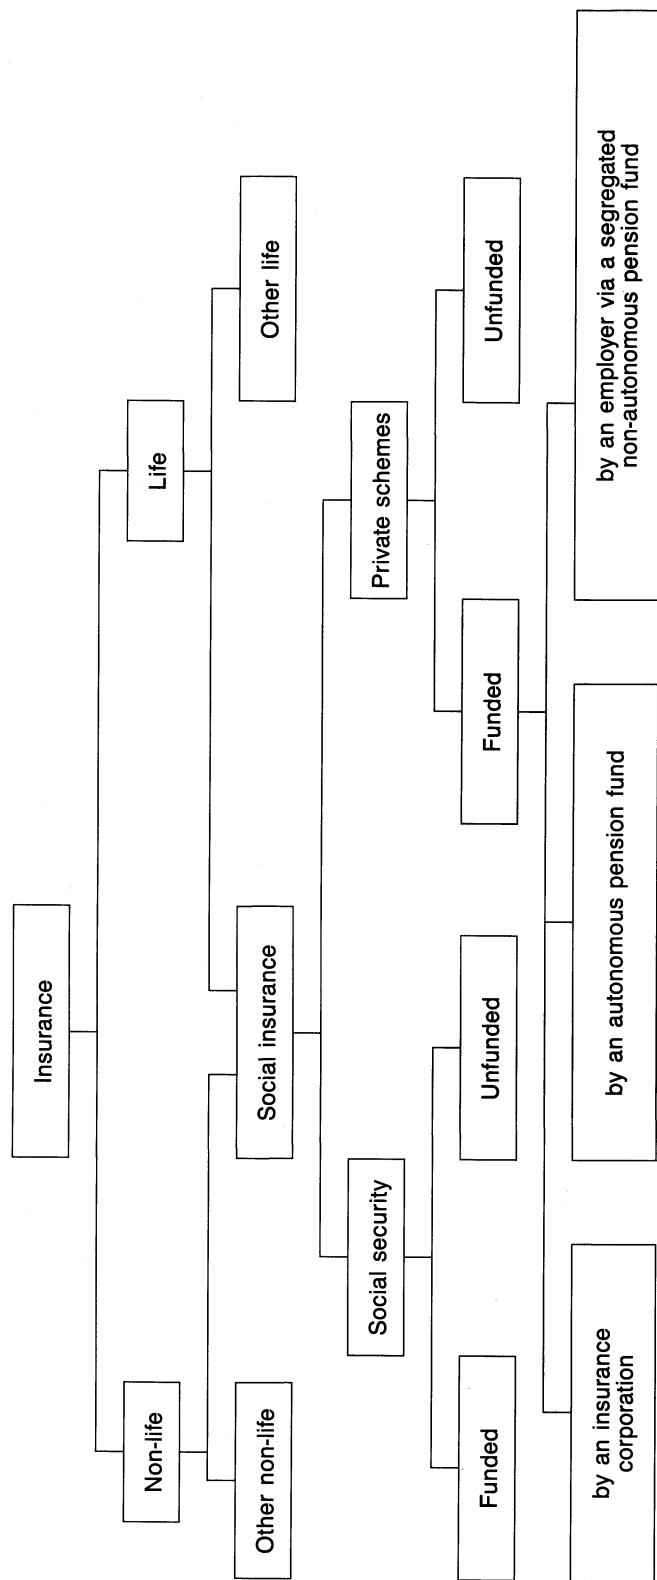 Insurance
Non-life
Life
Other non-life
Social insurance
Other life
Social security
Private schemes
Funded
Unfunded
Funded
Unfunded
by an insurance
corporation
by an autonomous pension fund
by an employer via a segregated
non-autonomous pension fund